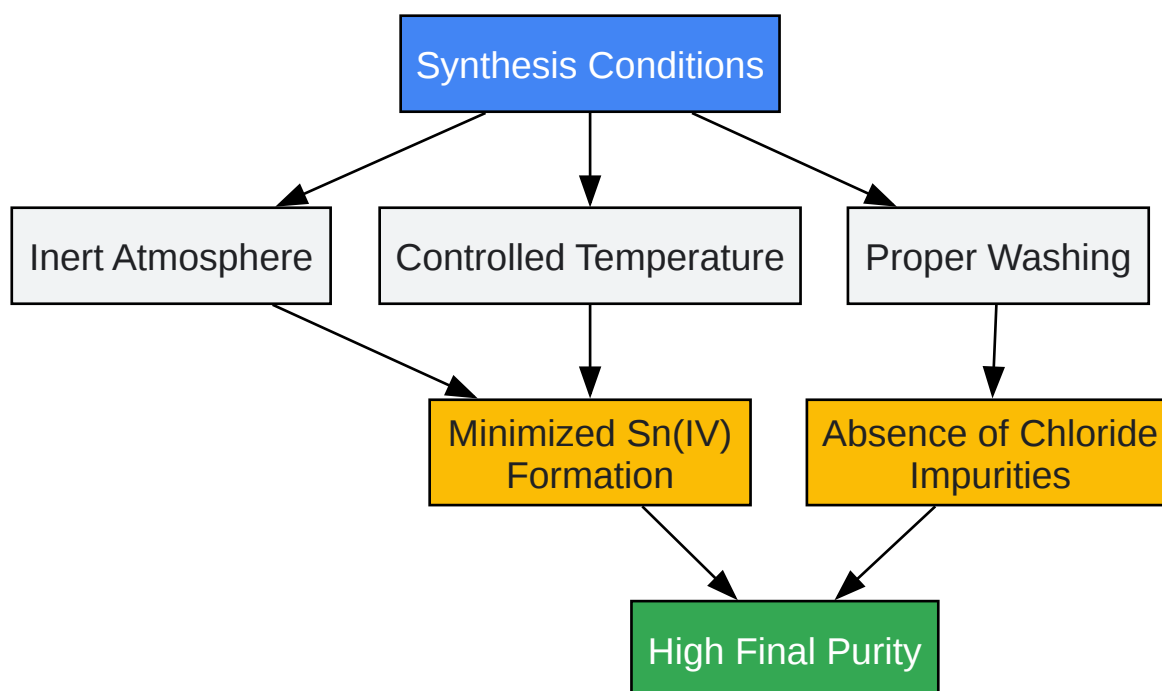 Synthesis Conditions
Inert Atmosphere
Controlled Temperature
Proper Washing
Minimized Sn(IV)
Formation
Absence of Chloride
Impurities
High Final Purity